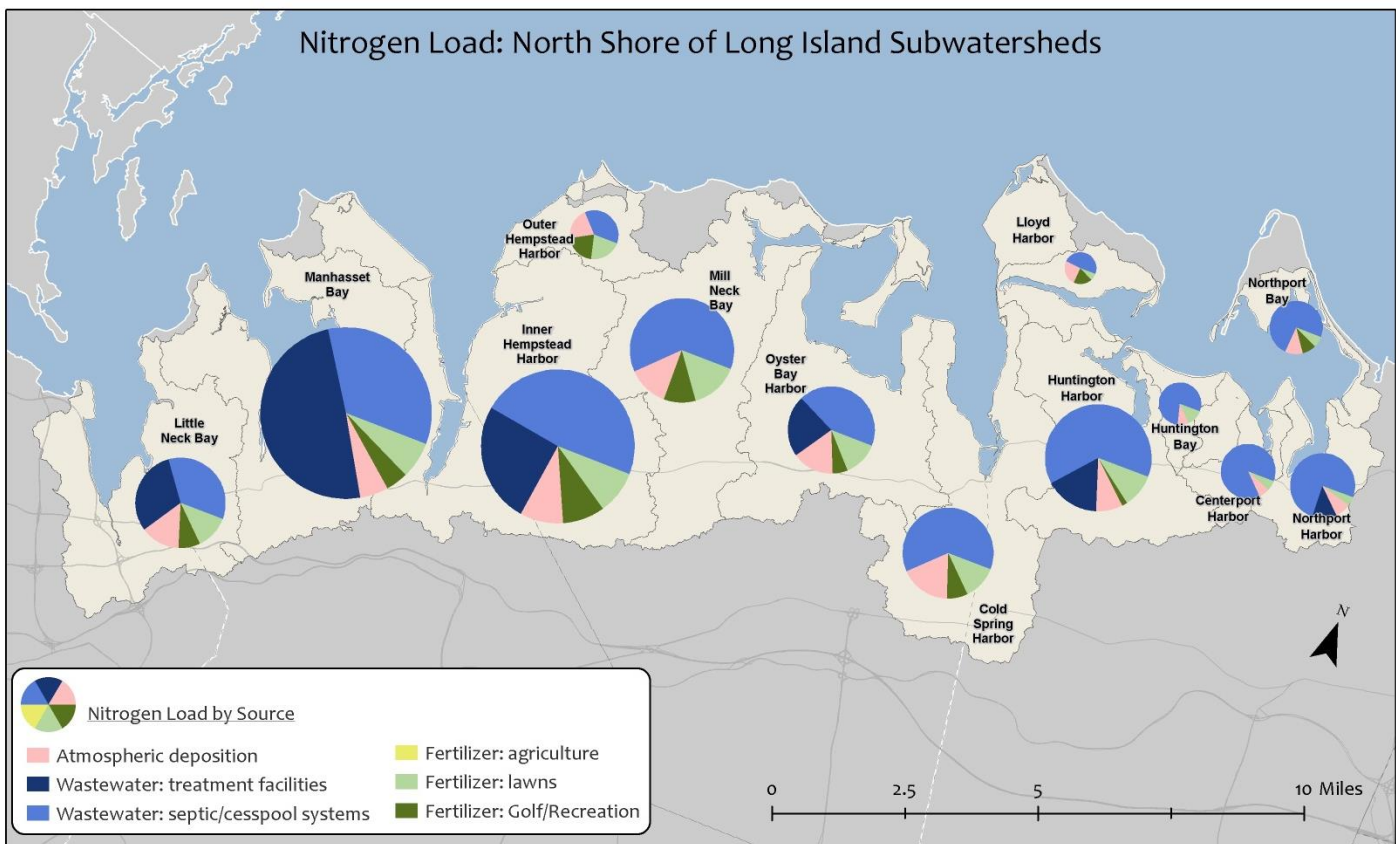 Nitrogen Load: North Shore of Long Island Subwatersheds
Outer
Hempstead
Harbor
Lloyd
Harbor
Manhasset
Bay
Mill
Neck
Bay
Northport
Bay
Inner
Hempstead
Harbor
Oyster
Bay
Harbor
Huntington
Harbor
Little
Neck Bay
Huntington
Bay
Centerport
Harbor
Northport
Harbor
Cold
Spring
Harbor
N
Nitrogen Load by Source
Atmospheric deposition
Wastewater: treatment facilities
Wastewater: septic/cesspool systems
Fertilizer: agriculture
Fertilizer: lawns
Fertilizer: Golf/Recreation
0 2.5 5 10 Miles